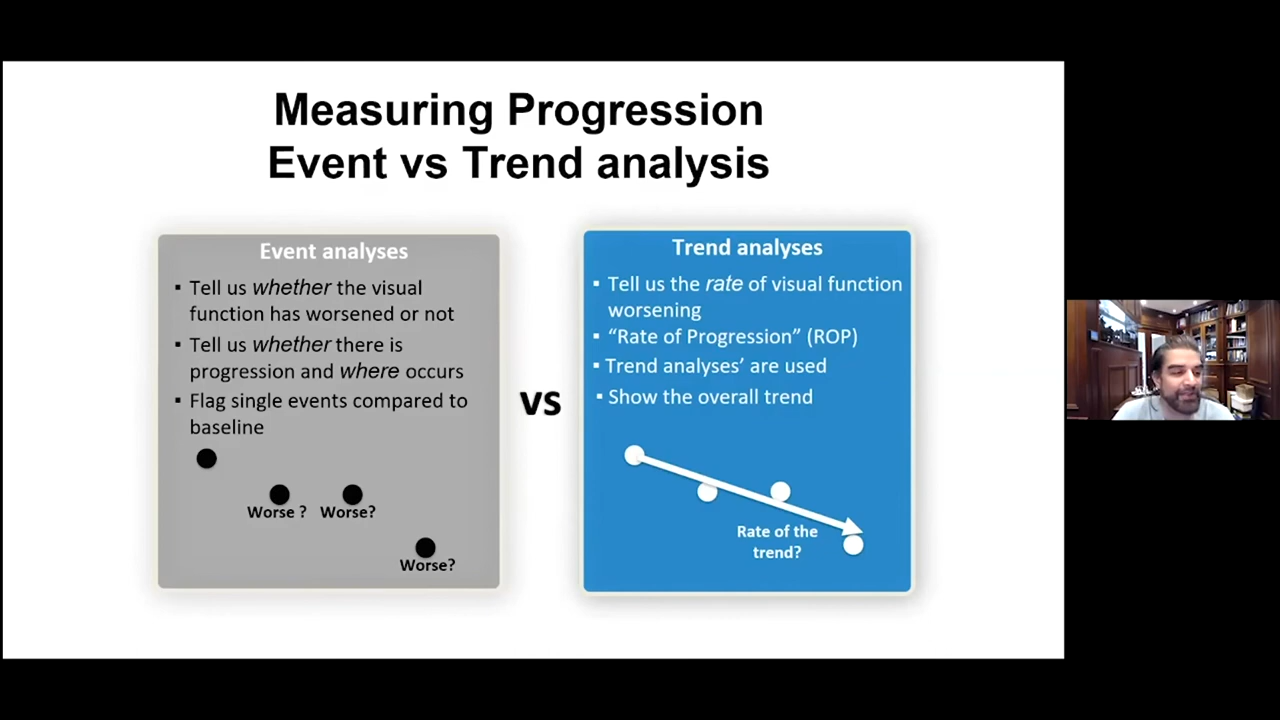 Measuring Progression
Event vs Trend analysis
Event analyses
▪ Tell us whether the visual
function has worsened or not
▪ Tell us whether there is
progression and where occurs
▪ Flag single events compared to
baseline
Worse ? Worse?
Worse?
vs
Trend analyses
▪ Tell us the rate of visual function
worsening
▪ “Rate of Progression” (ROP)
▪ Trend analyses’ are used
▪ Show the overall trend
Rate of the
trend?